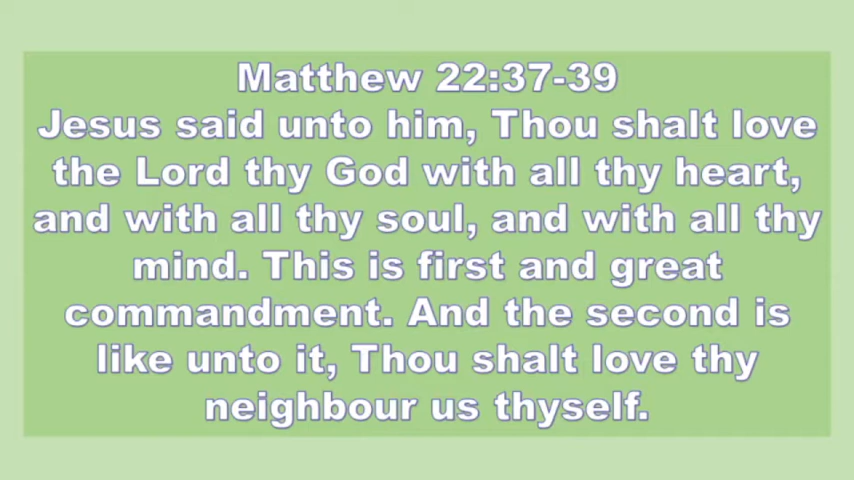 Matthew 22:37-39
Jesus said unto him, Thou shalt love
the Lord thy God with all thy heart,
and with all thy soul, and with all thy
mind. This is first and great
commandment. And the second is
like unto it, Thou shalt love thy
neighbour us thyself.